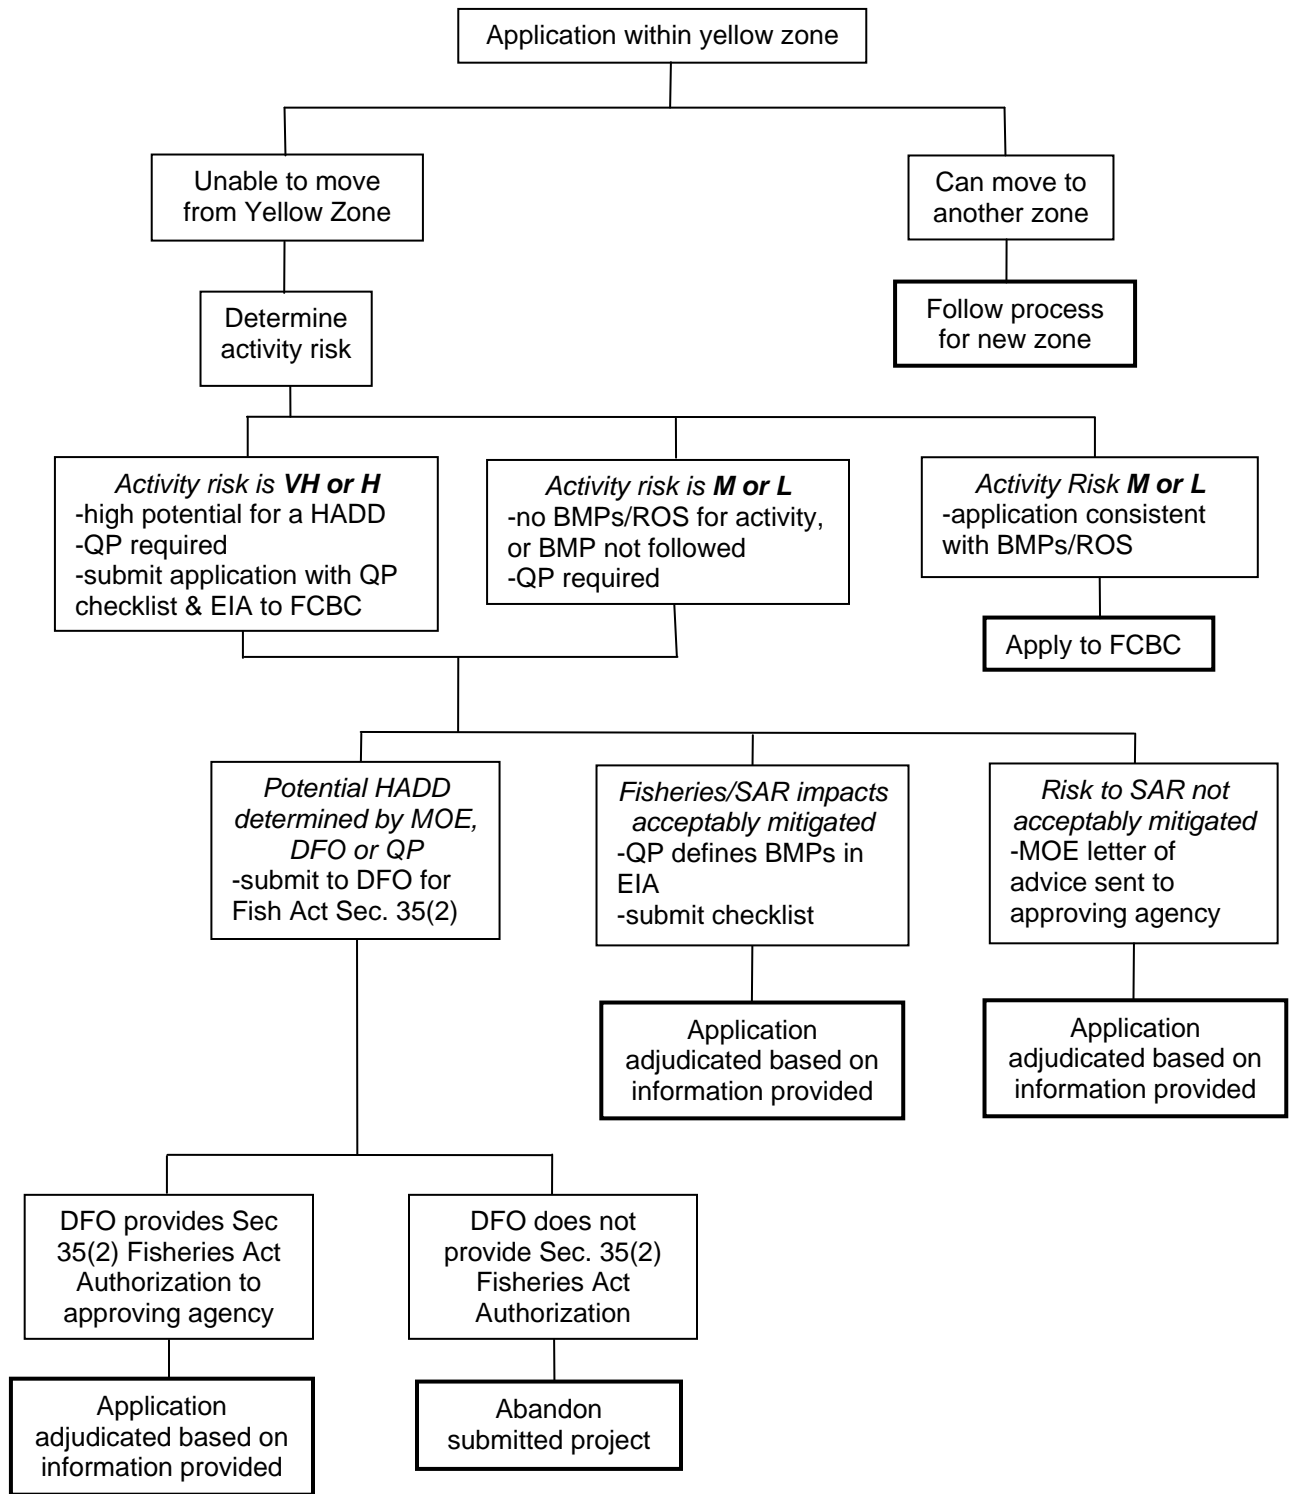 Application within yellow zone
Unable to move
from Yellow Zone
Can move to
another zone
Determine
activity risk
Follow process
for new zone
Activity risk is VH or H
-high potential for a HADD
-QP required
-submit application with QP
checklist & EIA to FCBC
Activity risk is M or L
-no BMPs/ROS for activity,
or BMP not followed
-QP required
Activity Risk M or L
-application consistent
with BMPs/ROS
Apply to FCBC
Potential HADD
determined by MOE,
DFO or QP
-submit to DFO for
Fish Act Sec. 35(2)
Fisheries/SAR impacts
acceptably mitigated
-QP defines BMPs in
EIA
-submit checklist
Risk to SAR not
acceptably mitigated
-MOE letter of
advice sent to
approving agency
Application
adjudicated based on
information provided
Application
adjudicated based on
information provided
DFO provides Sec
35(2) Fisheries Act
Authorization to
approving agency
DFO does not
provide Sec. 35(2)
Fisheries Act
Authorization
Application
adjudicated based on
information provided
Abandon
submitted project